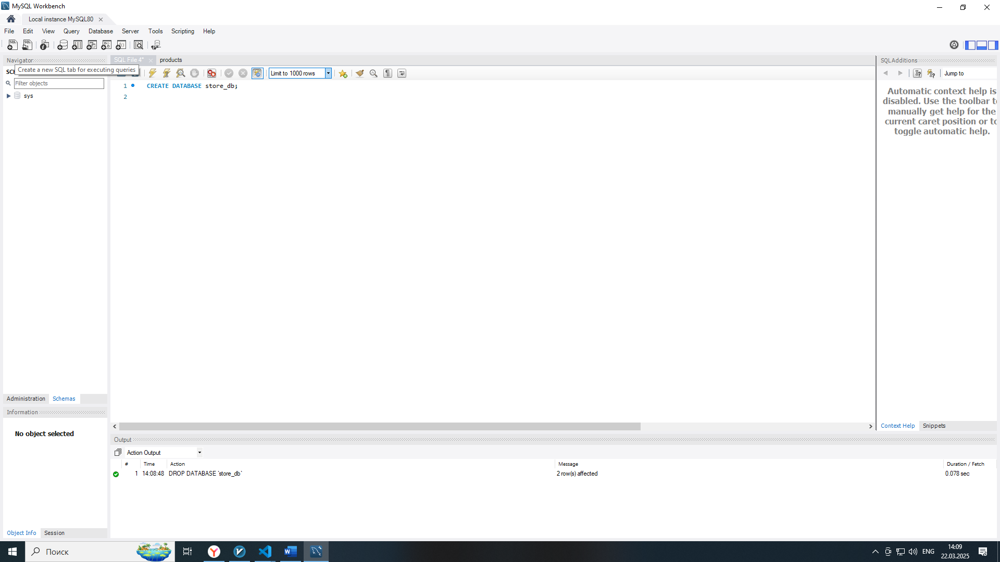 MySQL Workbench
Local instance MySQL80
File Edit View Query Database Server Tools Scripting Help
Navigator
SQL File 4*
products
SQLAdditions
Create a new SQL tab for executing queries
Limit to 1000 rows
Jump to
Filter objects
sys
1 CREATE DATABASE store_db;
2
Automatic context help is
disabled. Use the toolbar
manually get help for the
current caret position or
toggle automatic help.
Administration Schemas
Information
No object selected
Object Info Session
Context Help Snippets
Output
Action Output
# Time Action Message Duration / Fetch
1 14:08:48 DROP DATABASE `store_db` 2 row(s) affected 0.078 sec
Поиск
ENG
14:09
22.03.2025